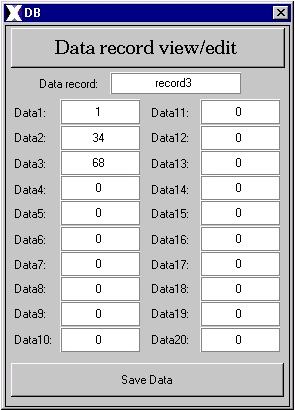 DB
Data record view/edit
Data record: record3
Data1: 1 Data11: 0
Data2: 34 Data12: 0
Data3: 68 Data13: 0
Data4: 0 Data14: 0
Data5: 0 Data15: 0
Data6: 0 Data16: 0
Data7: 0 Data17: 0
Data8: 0 Data18: 0
Data9: 0 Data19: 0
Data10: 0 Data20: 0
Save Data